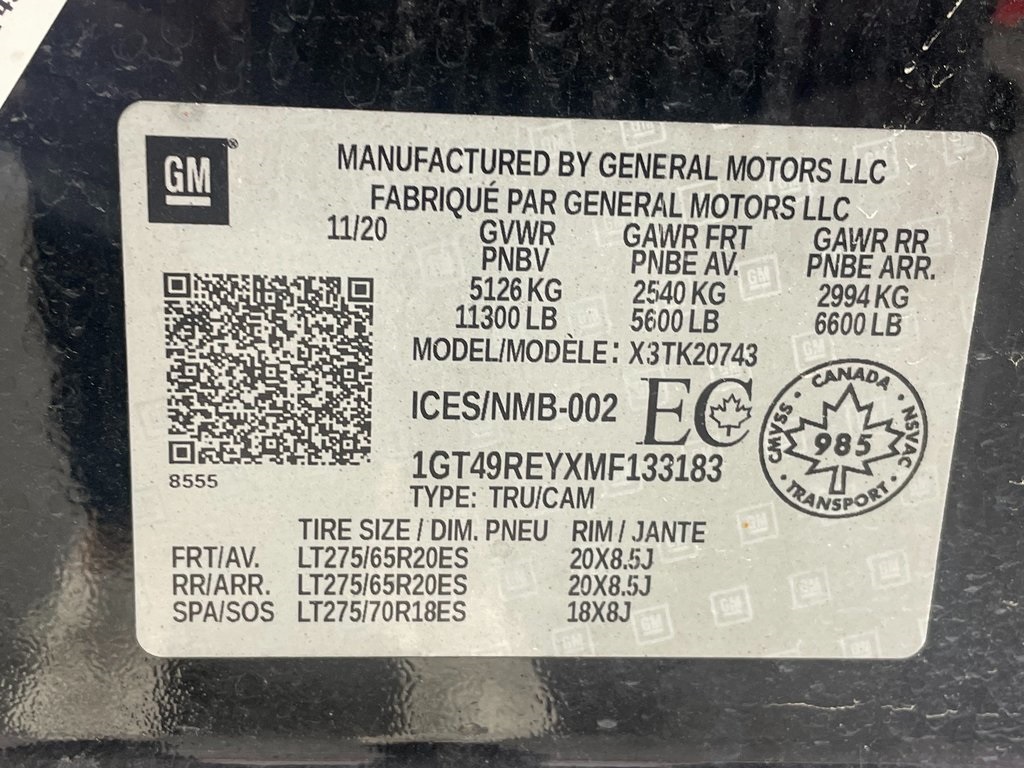 GM
MANUFACTURED BY GENERAL MOTORS LLC
FABRIQUÉ PAR GENERAL MOTORS LLC
11/20 GVWR GAWR FRT GAWR RR
PNBV PNBE AV. PNBE ARR.
5126 KG 2540 KG 2994 KG
11300 LB 5600 LB 6600 LB
MODEL/MODÈLE: X3TK20743
ICES/NMB-002 EC
CANADA
CMVSS 985 NSVAC
TRANSPORT
8555
1GT49REYXMF133183
TYPE: TRU/CAM
TIRE SIZE / DIM. PNEU RIM / JANTE
FRT/AV. LT275/65R20ES 20X8.5J
RR/ARR. LT275/65R20ES 20X8.5J
SPA/SOS LT275/70R18ES 18X8J